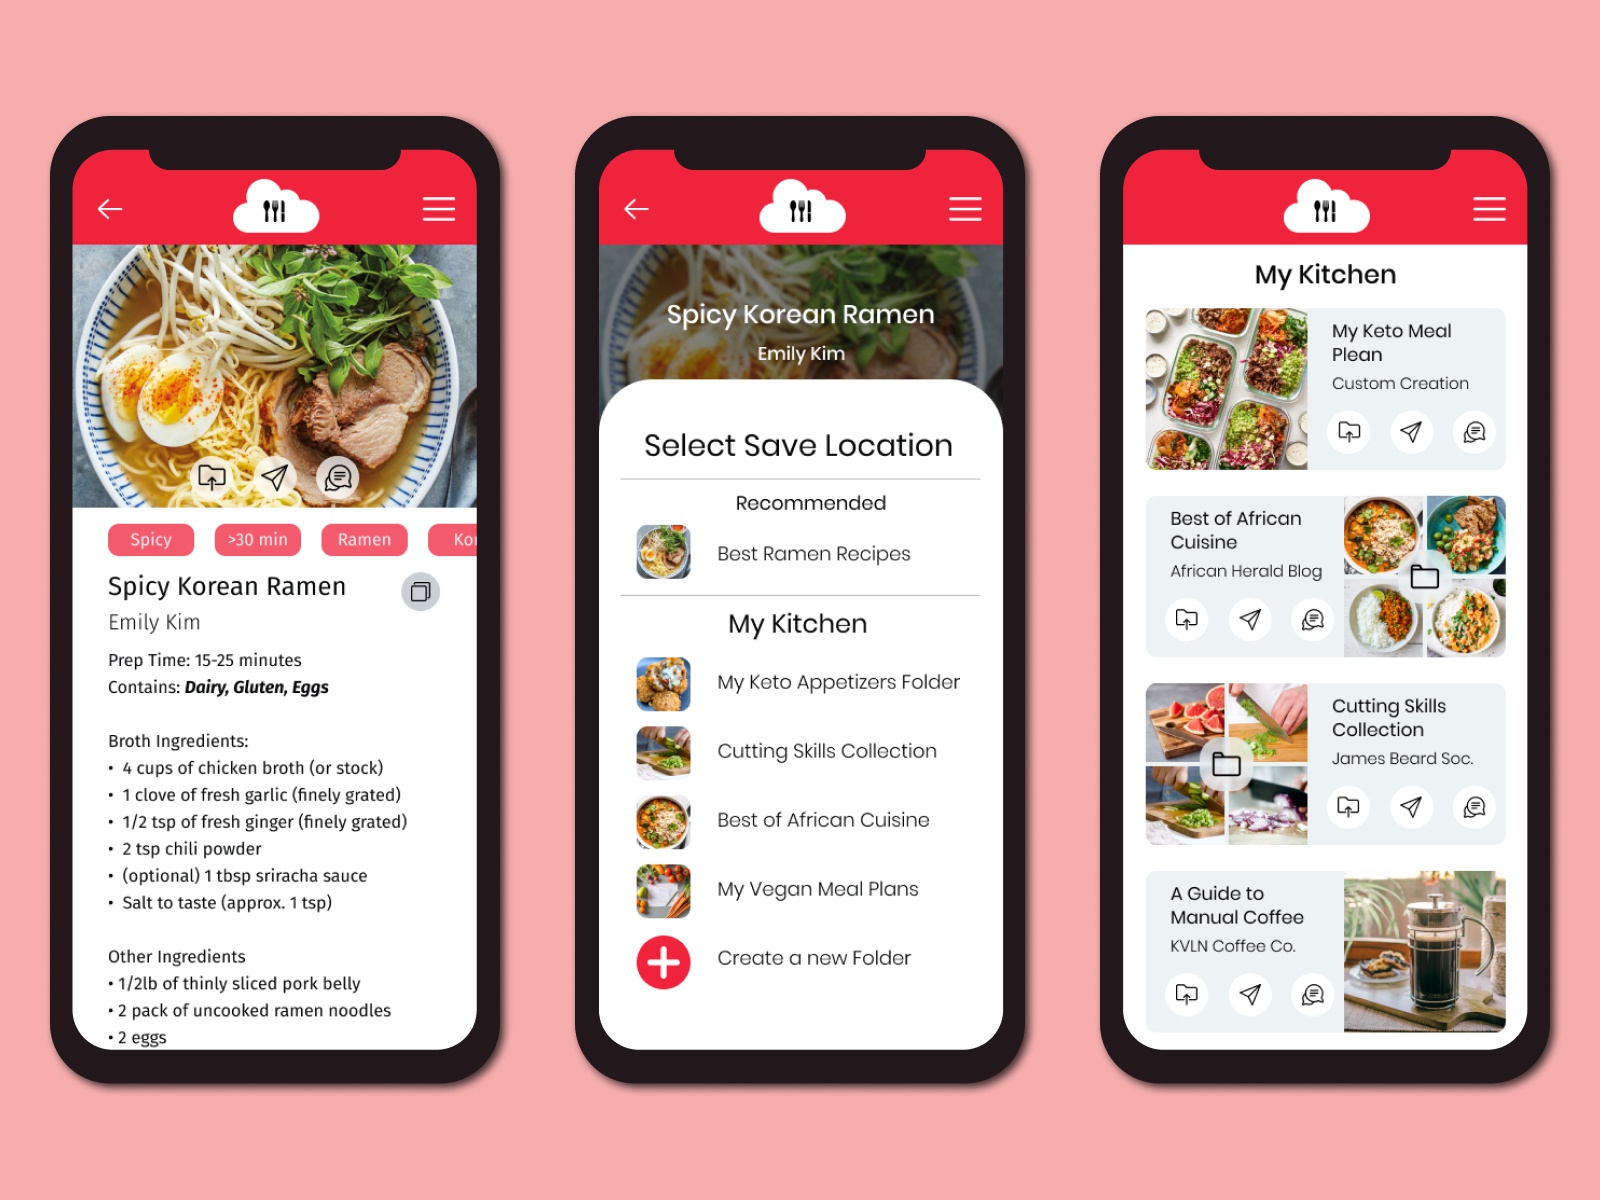 Spicy
>30 min
Ramen
Kor
Spicy Korean Ramen
Emily Kim
Prep Time: 15-25 minutes
Contains: Dairy, Gluten, Eggs
Broth Ingredients:
• 4 cups of chicken broth (or stock)
• 1 clove of fresh garlic (finely grated)
• 1/2 tsp of fresh ginger (finely grated)
• 2 tsp chili powder
• (optional) 1 tbsp sriracha sauce
• Salt to taste (approx. 1 tsp)
Other Ingredients
• 1/2lb of thinly sliced pork belly
• 2 pack of uncooked ramen noodles
• 2 eggs
Spicy Korean Ramen
Emily Kim
Select Save Location
Recommended
Best Ramen Recipes
My Kitchen
My Keto Appetizers Folder
Cutting Skills Collection
Best of African Cuisine
My Vegan Meal Plans
Create a new Folder
My Kitchen
My Keto Meal
Plean
Custom Creation
Best of African
Cuisine
African Herald Blog
Cutting Skills
Collection
James Beard Soc.
A Guide to
Manual Coffee
KVLN Coffee Co.